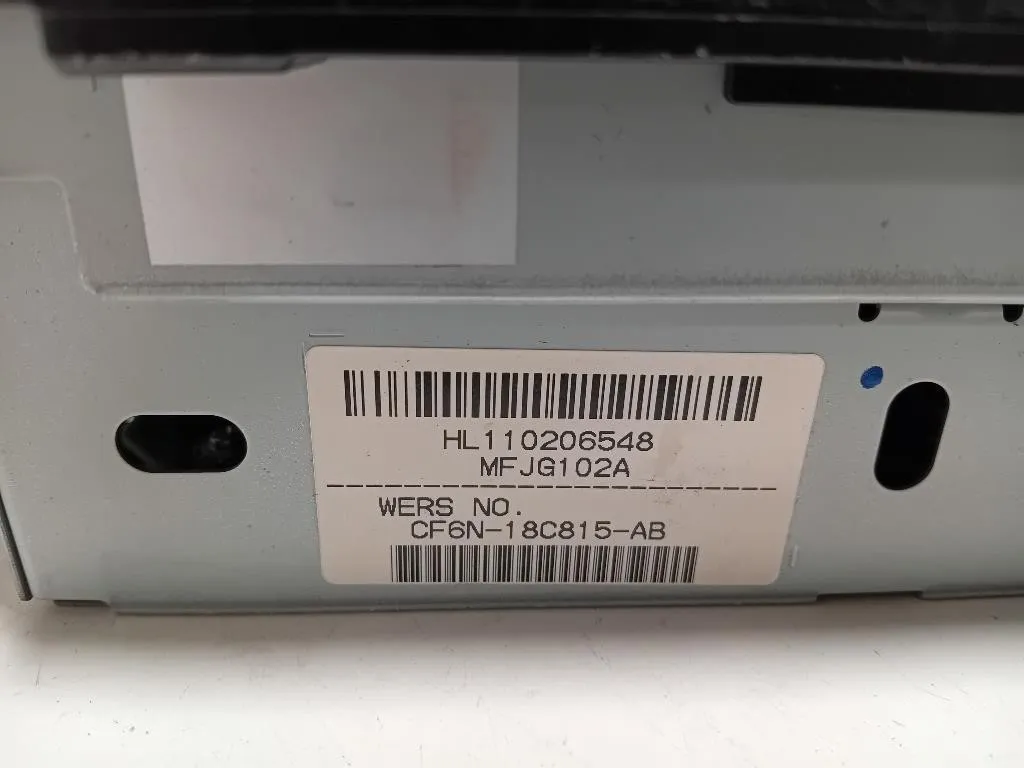 HL110206548
MFJG102A
WERS NO.
CF6N-18C815-AB